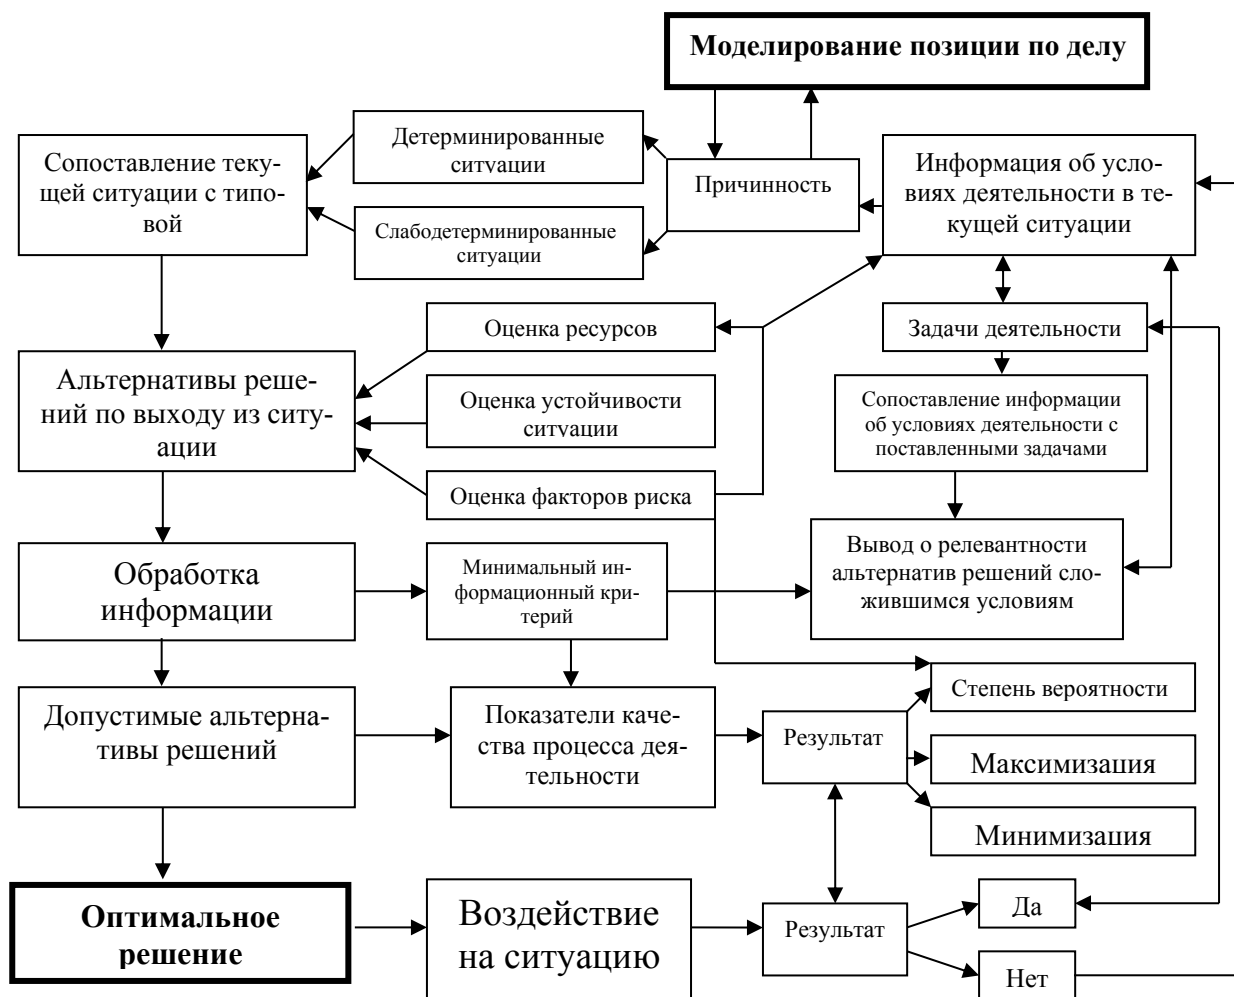 Моделирование позиции по делу
Детерминированные
ситуации
Сопоставление теку-
щей ситуации с типо-
вой
Причинность
Информация об усло-
виях деятельности в те-
кущей ситуации
Слабодетерминированные
ситуации
Оценка ресурсов
Задачи деятельности
Альтернативы реше-
ний по выходу из ситу-
ации
Оценка устойчивости
ситуации
Сопоставление информации
об условиях деятельности с
поставленными задачами
Оценка факторов риска
Обработка
информации
Минимальный ин-
формационный кри-
терий
Вывод о релевантности
альтернатив решений сло-
жившимся условиям
Степень вероятности
Допустимые альтерна-
тивы решений
Показатели каче-
ства процесса дея-
тельности
Результат
Максимизация
Минимизация
Оптимальное
решение
Воздействие
на ситуацию
Результат
Да
Нет